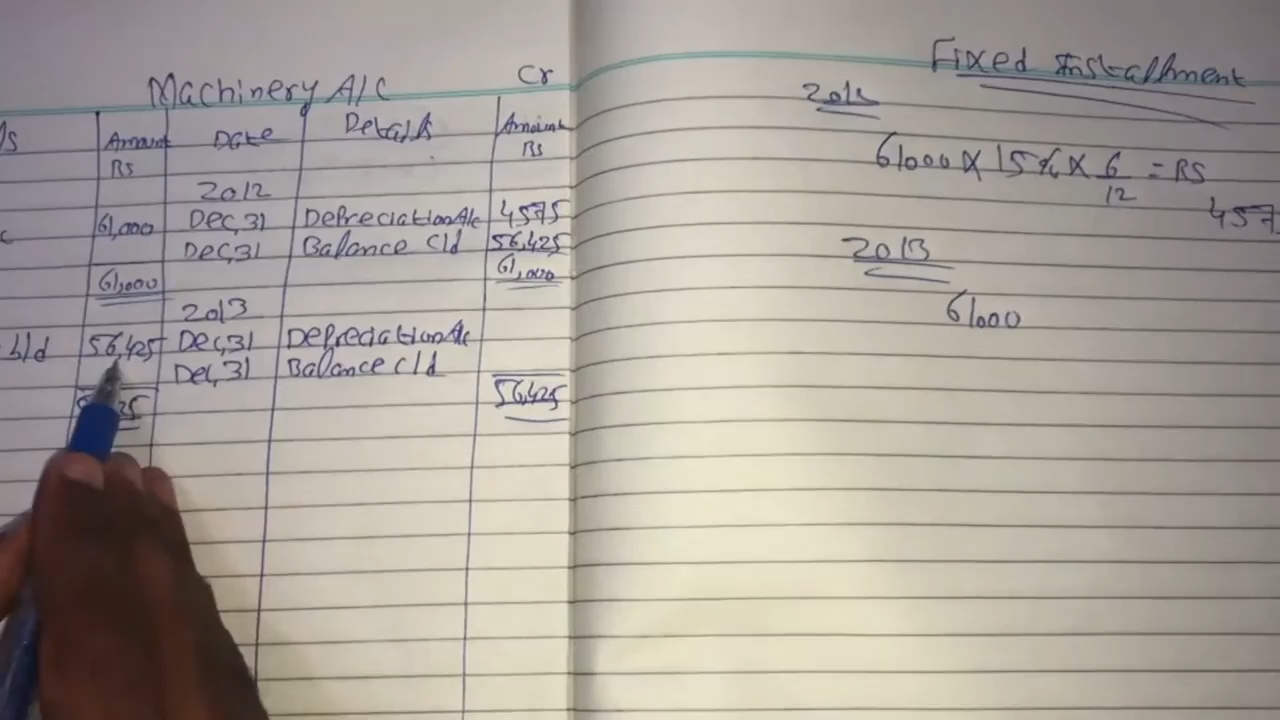 Machinery A/C Cr
Amount Date Details Amount
RS RS
2012
61,000 Dec,31 Depreciation A/c 4575
Dec,31 Balance C/d 56,425
61,000 61,000
2013
b/d 56,425 Dec,31 Depreciation A/c
Dec,31 Balance C/d
56,425
Fixed Installment
61000 X 15% X 6/12 = RS
457
2013
61000